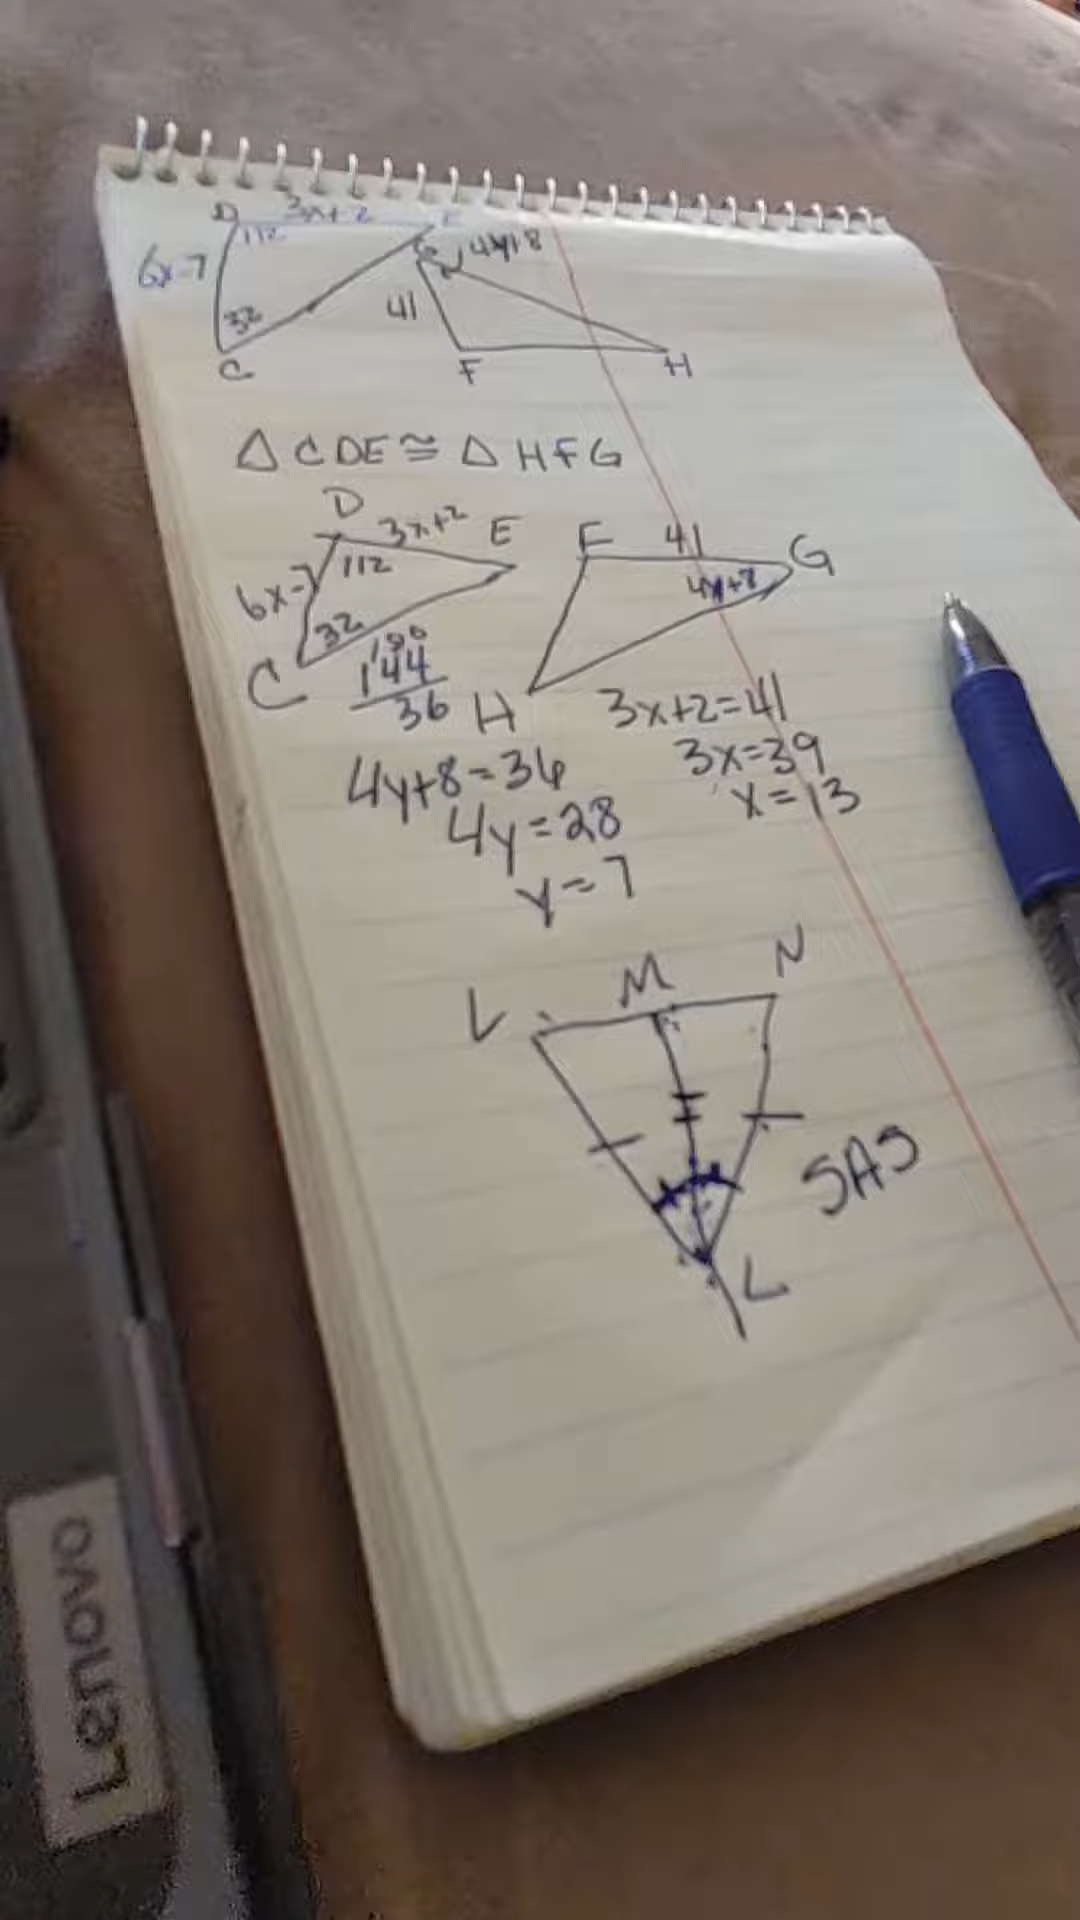 D 3x+2 E
112
6x-7
G 4y+8
41
32
C F H
△ CDE ≅ △ HFG
D 3x+2 E
F 41 G
6x-7 112
4y+8
32
C
180
144
36
H
3x+2=41
4y+8=36
3x=39
4y=28
x=13
y=7
L M N
SAS
L
lenovo